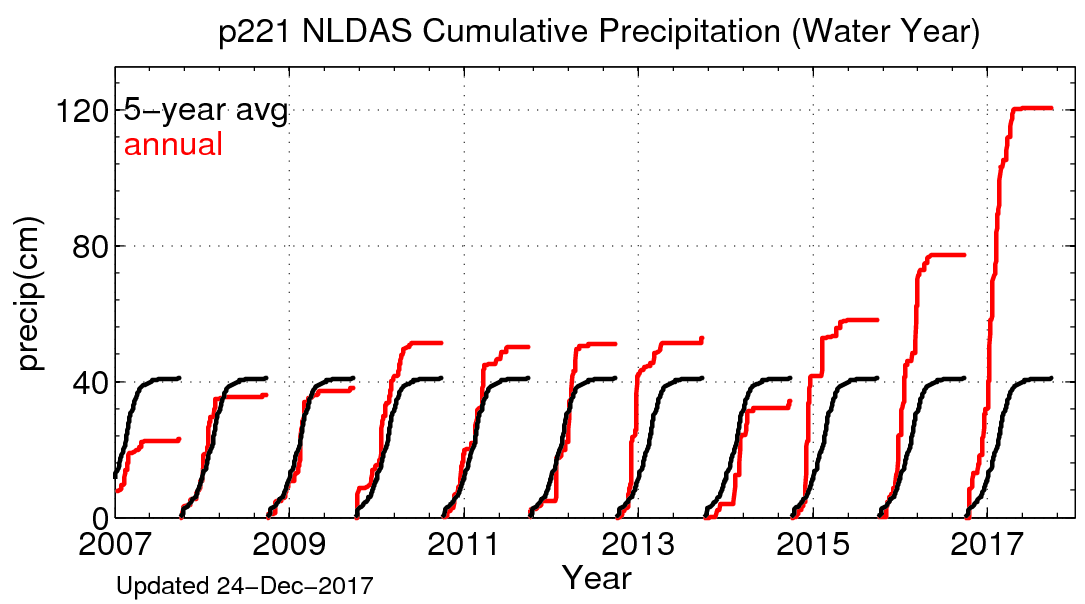 p221 NLDAS Cumulative Precipitation (Water Year)
120
5−year avg
annual
80
precip(cm)
40
0
2007 2009 2011 2013 2015 2017
Year
Updated 24−Dec−2017